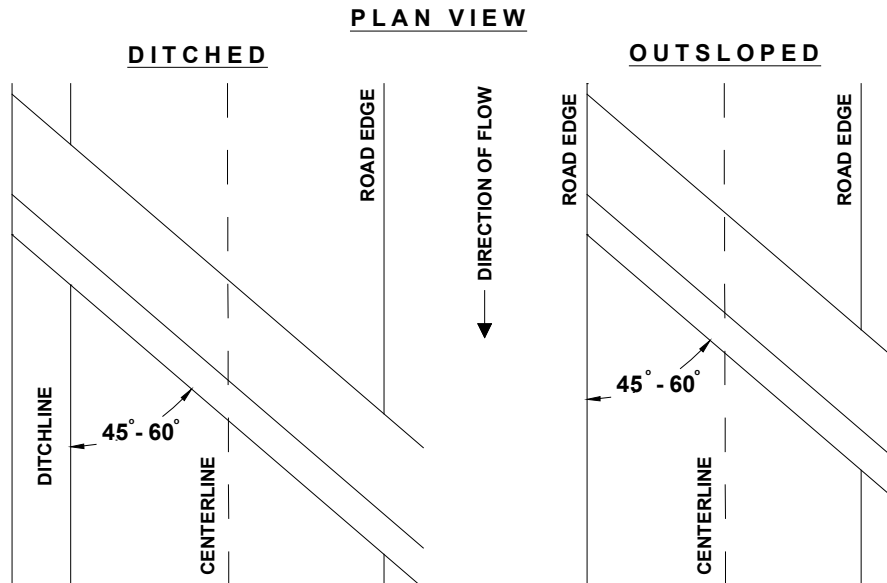 PLAN VIEW
DITCHED
OUTSLOPED
ROAD EDGE
DIRECTION OF FLOW
ROAD EDGE
ROAD EDGE
45° - 60°
45° - 60°
DITCHLINE
CENTERLINE
CENTERLINE